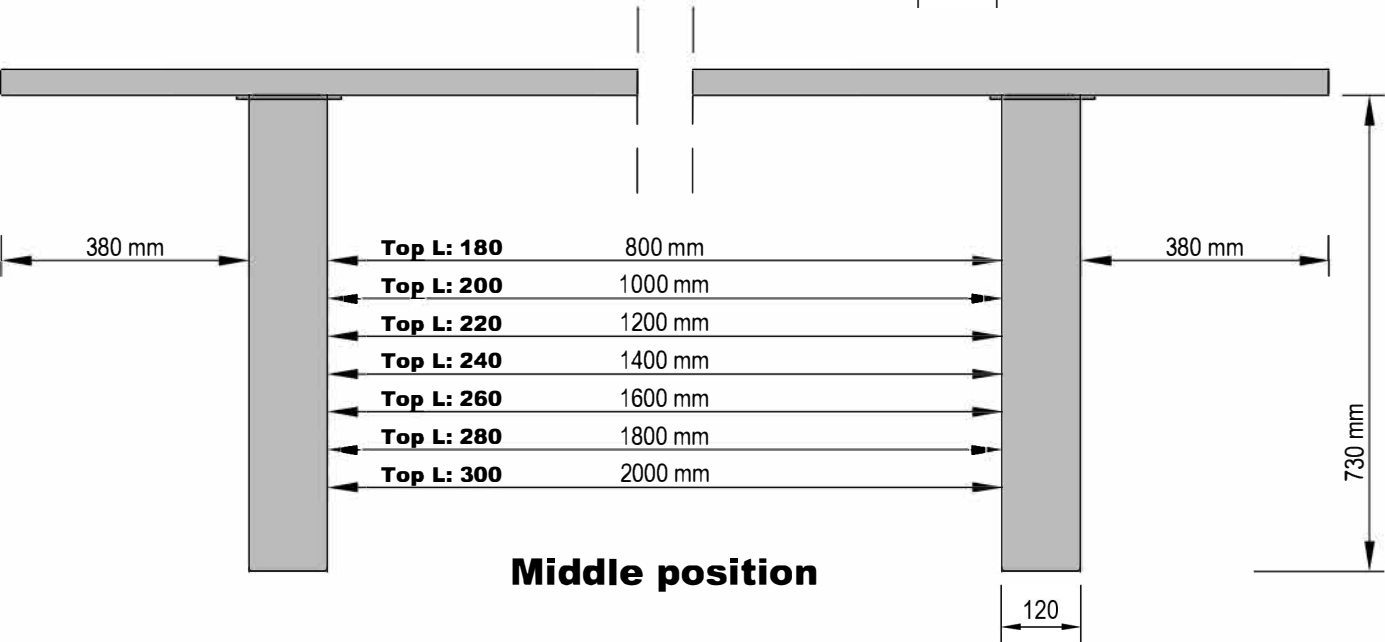 380 mm
Top L: 180 800 mm
380 mm
Top L: 200 1000 mm
Top L: 220 1200 mm
Top L: 240 1400 mm
Top L: 260 1600 mm
Top L: 280 1800 mm
Top L: 300 2000 mm
730 mm
Middle position
120